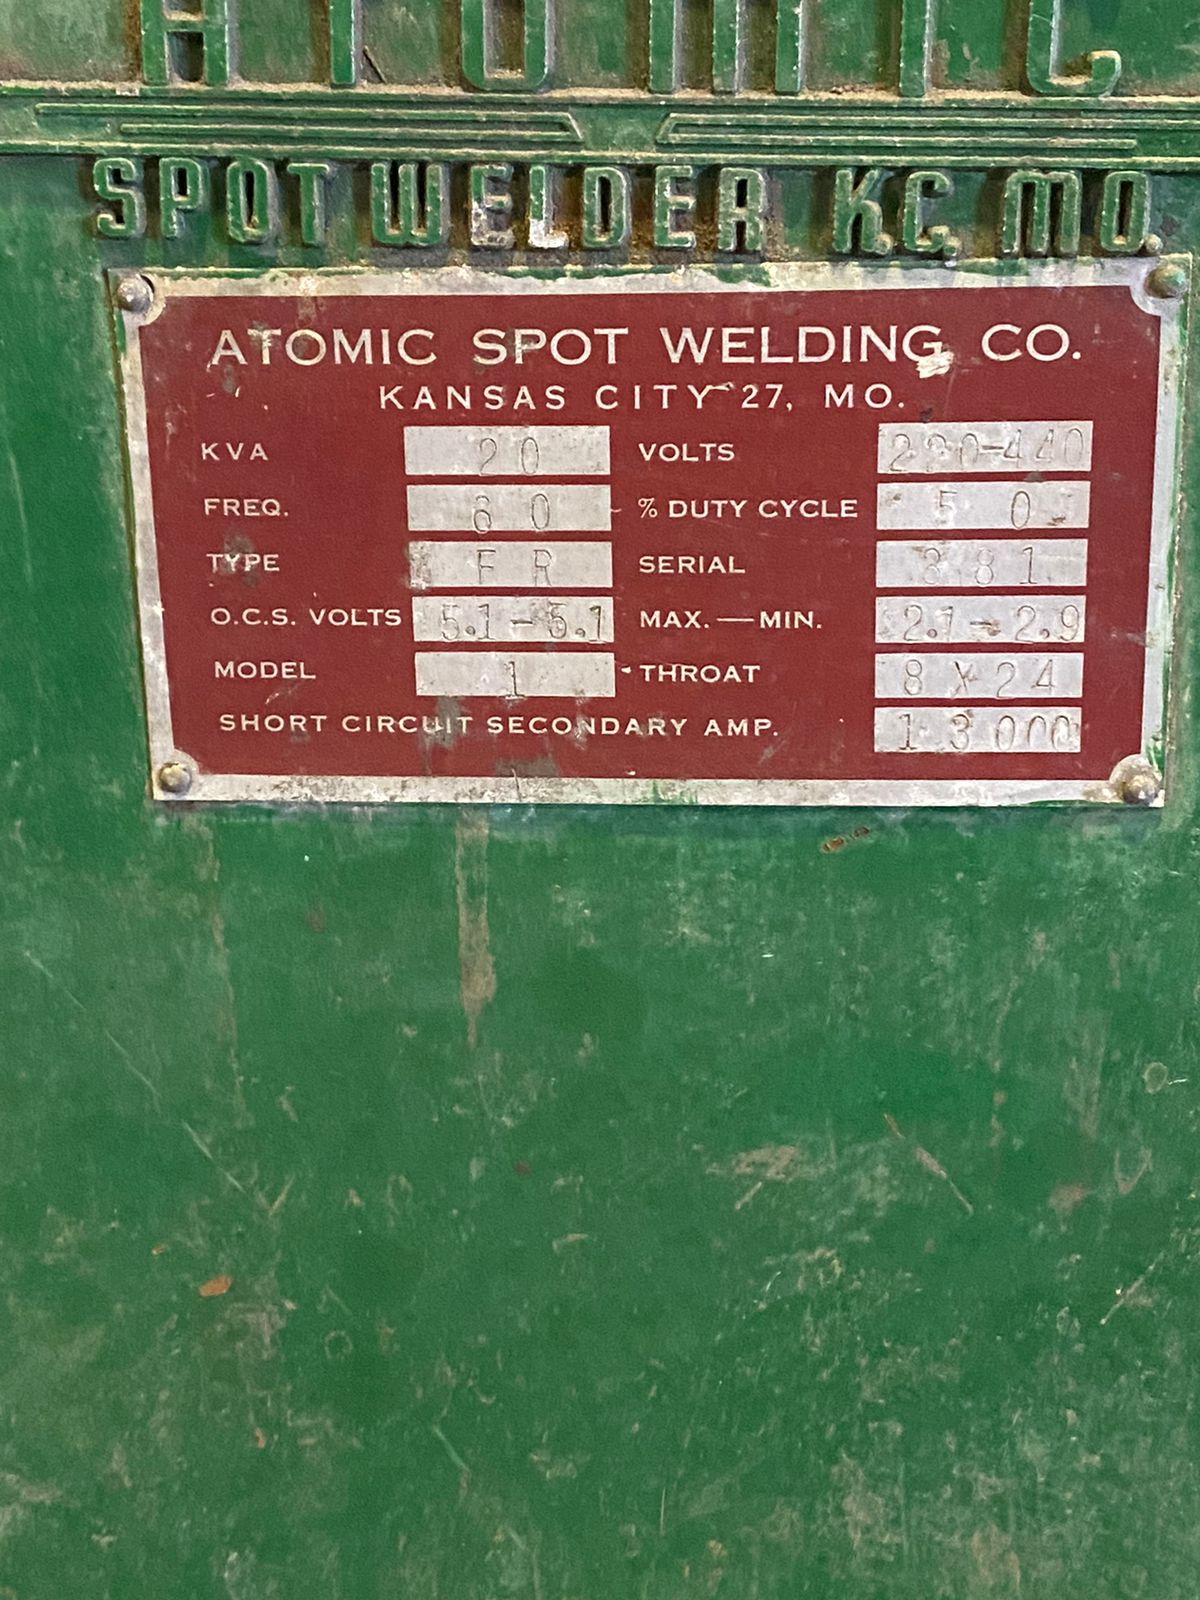 ATOMIC
SPOT WELDER K.C. MO.
ATOMIC SPOT WELDING CO.
KANSAS CITY 27, MO.
KVA 20 VOLTS 220-440
FREQ. 60 % DUTY CYCLE 50
TYPE FR SERIAL 381
O.C.S. VOLTS 5.1-5.1 MAX.—MIN. 2.1-2.9
MODEL 1 THROAT 8 X 24
SHORT CIRCUIT SECONDARY AMP. 13000